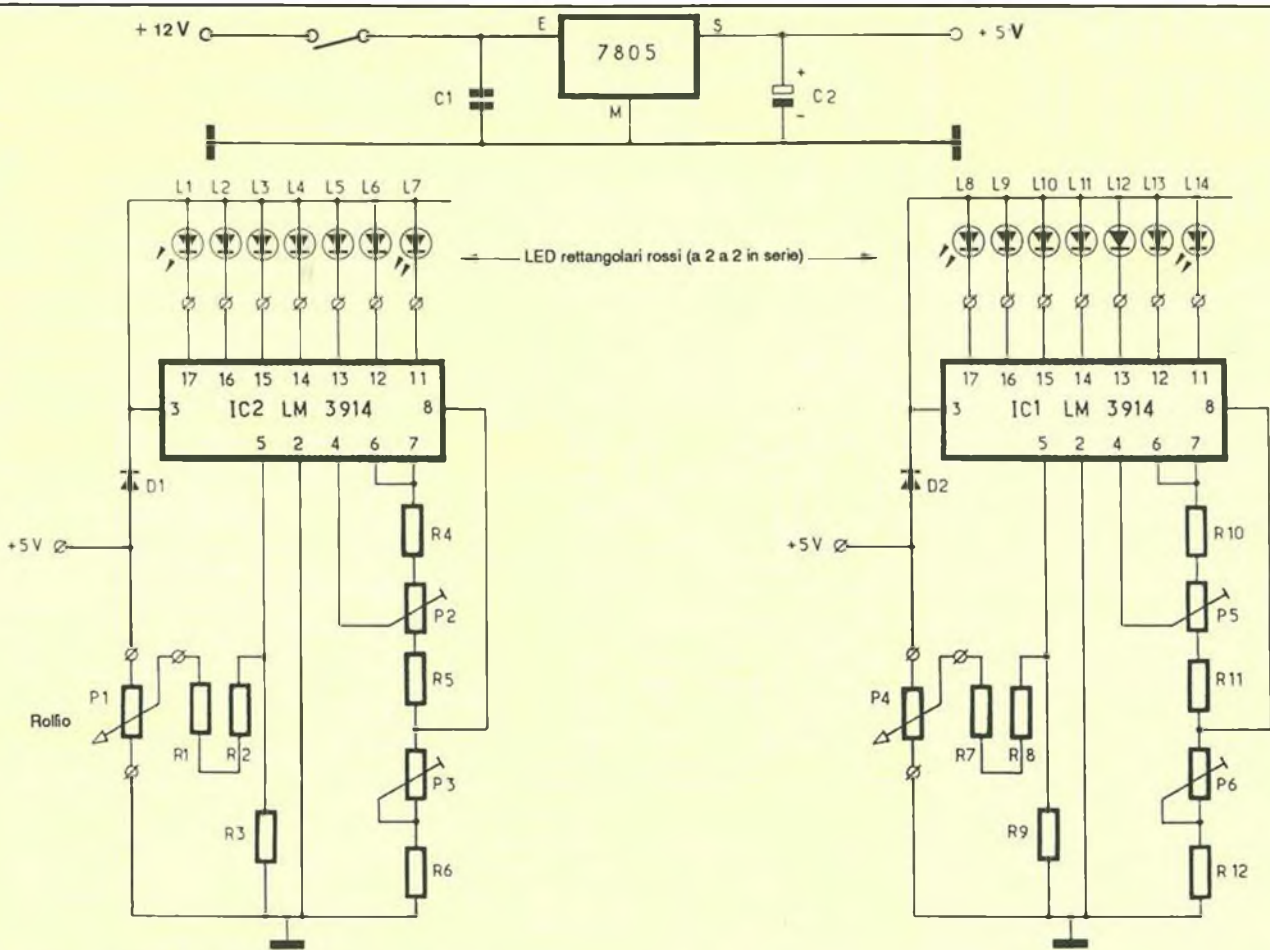 + 12 V E 7805 S + 5 V
C1 M + C2 -
L1 L2 L3 L4 L5 L6 L7
L8 L9 L10 L11 L12 L13 L14
LED rettangolari rossi (a 2 a 2 in serie)
17 16 15 14 13 12 11
3 IC2 LM 3914 8
5 2 4 6 7
D1
R4
+5V
P2
R5
P1
Rollio
R1 R2
P3
R3
R6
17 16 15 14 13 12 11
3 IC1 LM 3914 8
5 2 4 6 7
D2
R10
+5V
P5
R11
P4
R7 R8
P6
R9
R12